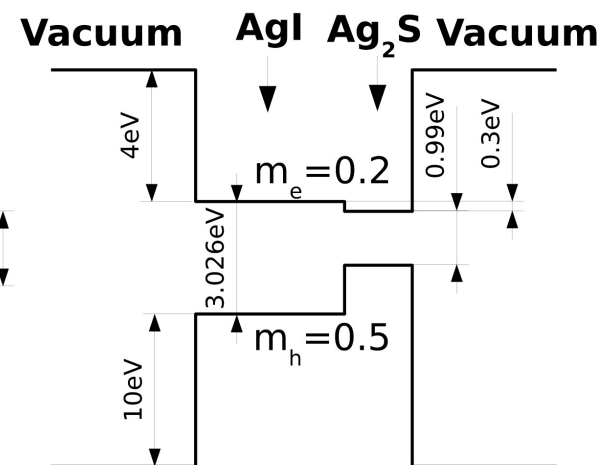 Vacuum AgI Ag₂S Vacuum
4eV
0.99eV
0.3eV
mₑ=0.2
3.026eV
mₕ=0.5
10eV